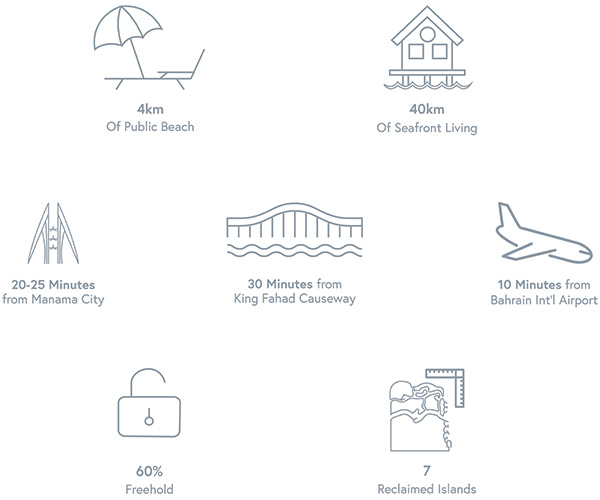 4km
Of Public Beach
40km
Of Seafront Living
20-25 Minutes
from Manama City
30 Minutes from
King Fahad Causeway
10 Minutes from
Bahrain Int'l Airport
60%
Freehold
7
Reclaimed Islands